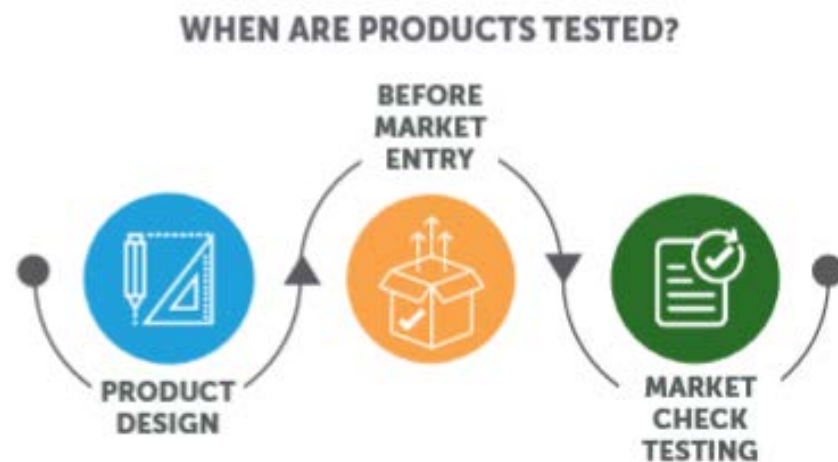 WHEN ARE PRODUCTS TESTED?
BEFORE
MARKET
ENTRY
PRODUCT
DESIGN
MARKET
CHECK
TESTING